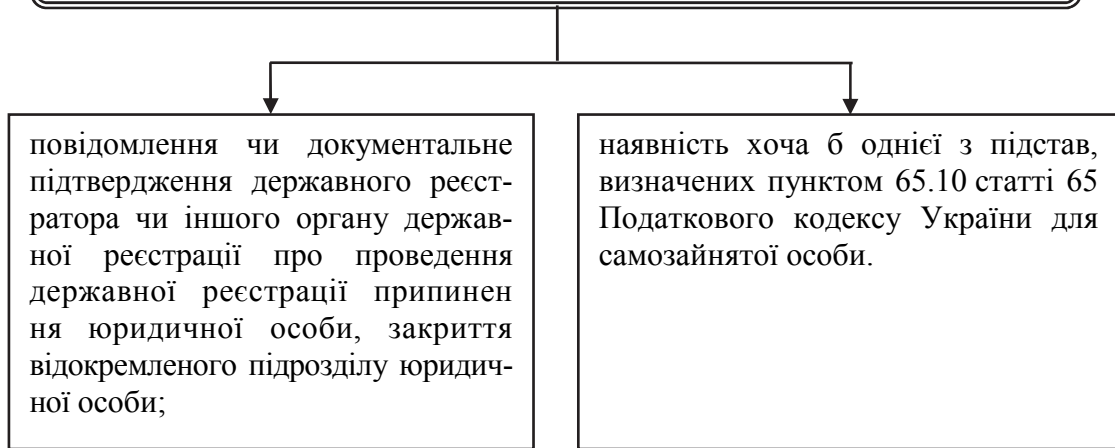 повідомлення чи документальне
підтвердження державного реєст-
ратора чи іншого органу держав-
ної реєстрації про проведення
державної реєстрації припинен
ня юридичної особи, закриття
відокремленого підрозділу юридич-
ної особи;
наявність хоча б однієї з підстав,
визначених пунктом 65.10 статті 65
Податкового кодексу України для
самозайнятої особи.